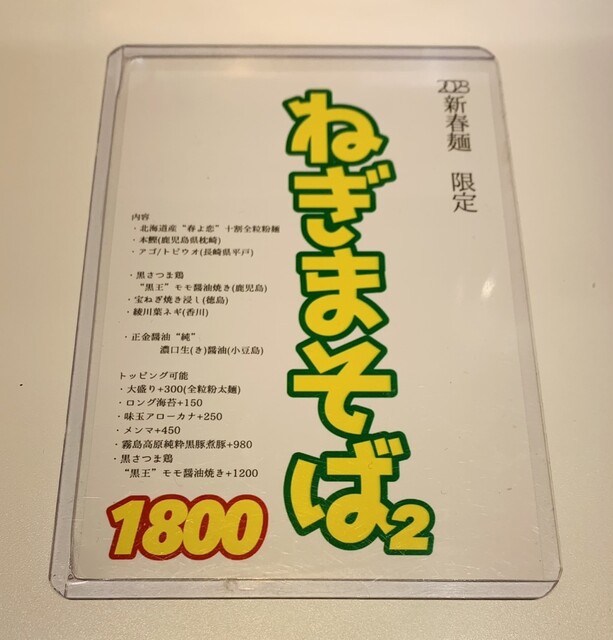 2023新春麺 限定
ねぎしまそば2
内容
・北海道産“春よ恋”十割全粒粉麺
・本鰹(鹿児島県枕崎)
・アゴ/トビウオ(長崎県平戸)
・黒さつま鶏
“黒王”モモ醤油焼き(鹿児島)
・宝ねぎ焼き浸し(徳島)
・綾川葉ネギ(香川)
・正金醤油“純”
濃口生(き)醤油(小豆島)
トッピング可能
・大盛り+300(全粒粉太麺)
・ロング海苔+150
・味玉アローカナ+250
・メンマ+450
・霧島高原純粋黒豚煮豚+980
・黒さつま鶏
“黒王”モモ醤油焼き+1200
1800